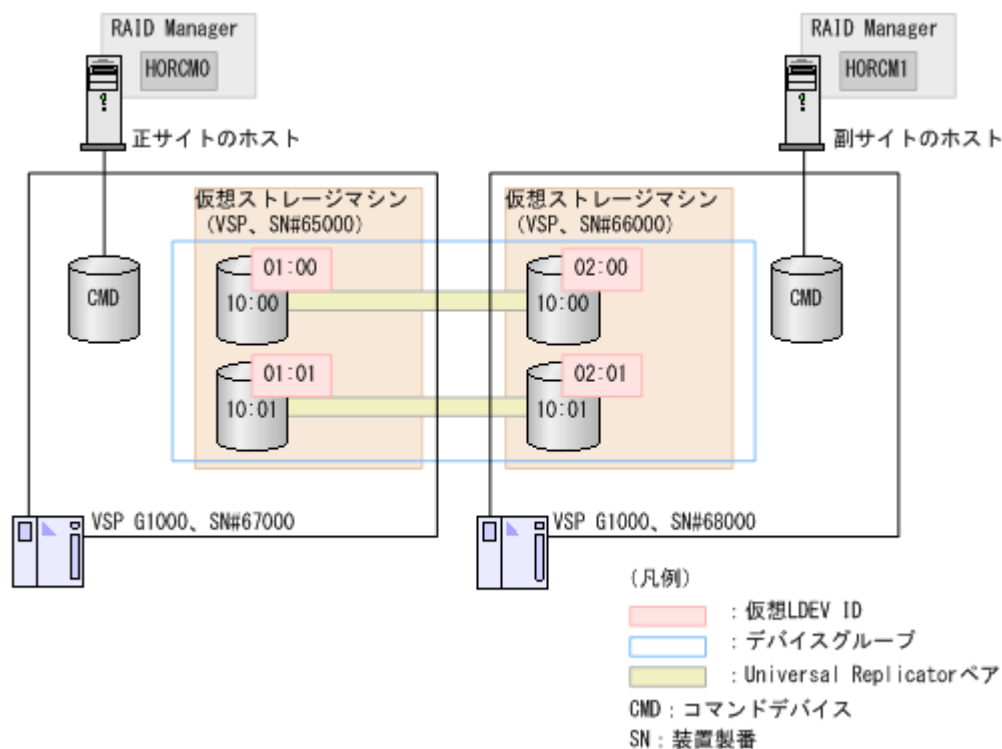 RAID Manager
HORCM0
正サイトのホスト
RAID Manager
HORCM1
副サイトのホスト
仮想ストレージマシン
(VSP、SN#65000)
仮想ストレージマシン
(VSP、SN#66000)
CMD
01:00
10:00
02:00
10:00
CMD
01:01
10:01
02:01
10:01
VSP G1000、SN#67000
VSP G1000、SN#68000
(凡例)
：仮想LDEV ID
：デバイスグループ
：Universal Replicatorペア
CMD：コマンドデバイス
SN：装置製番